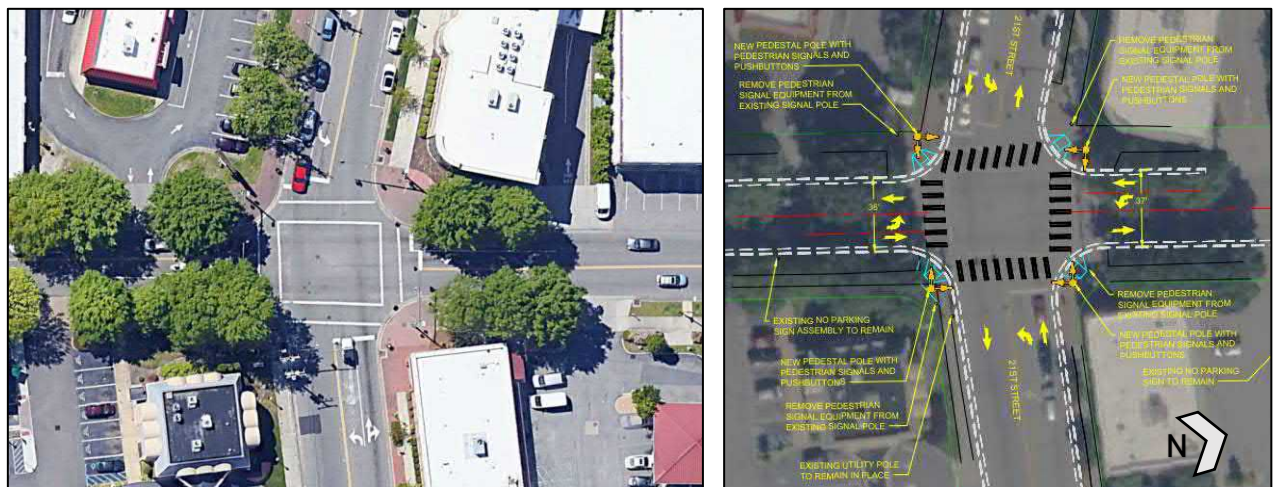 NEW PEDESTAL POLE WITH
PEDESTRIAN SIGNALS AND
PUSHBUTTONS
REMOVE PEDESTRIAN
SIGNAL EQUIPMENT FROM
EXISTING SIGNAL POLE
21ST STREET
REMOVE PEDESTRIAN
SIGNAL EQUIPMENT FROM
EXISTING SIGNAL POLE
NEW PEDESTAL POLE WITH
PEDESTRIAN SIGNALS AND
PUSHBUTTONS
36'
37'
EXISTING NO PARKING
SIGN ASSEMBLY TO REMAIN
NEW PEDESTAL POLE WITH
PEDESTRIAN SIGNALS AND
PUSHBUTTONS
REMOVE PEDESTRIAN
SIGNAL EQUIPMENT FROM
EXISTING SIGNAL POLE
EXISTING UTILITY POLE
TO REMAIN IN PLACE
21ST STREET
REMOVE PEDESTRIAN
SIGNAL EQUIPMENT FROM
EXISTING SIGNAL POLE
NEW PEDESTAL POLE WITH
PEDESTRIAN SIGNALS AND
PUSHBUTTONS
EXISTING NO PARKING
SIGN TO REMAIN
N